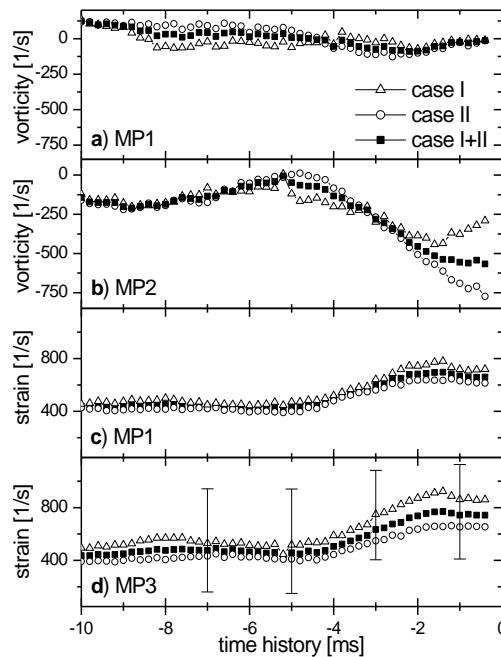 0
-250
-500
-750
vorticity [1/s]
case I
case II
case I+II
a) MP1
0
-250
-500
-750
vorticity [1/s]
b) MP2
800
400
strain [1/s]
c) MP1
800
400
strain [1/s]
d) MP3
-10 -8 -6 -4 -2 0
time history [ms]